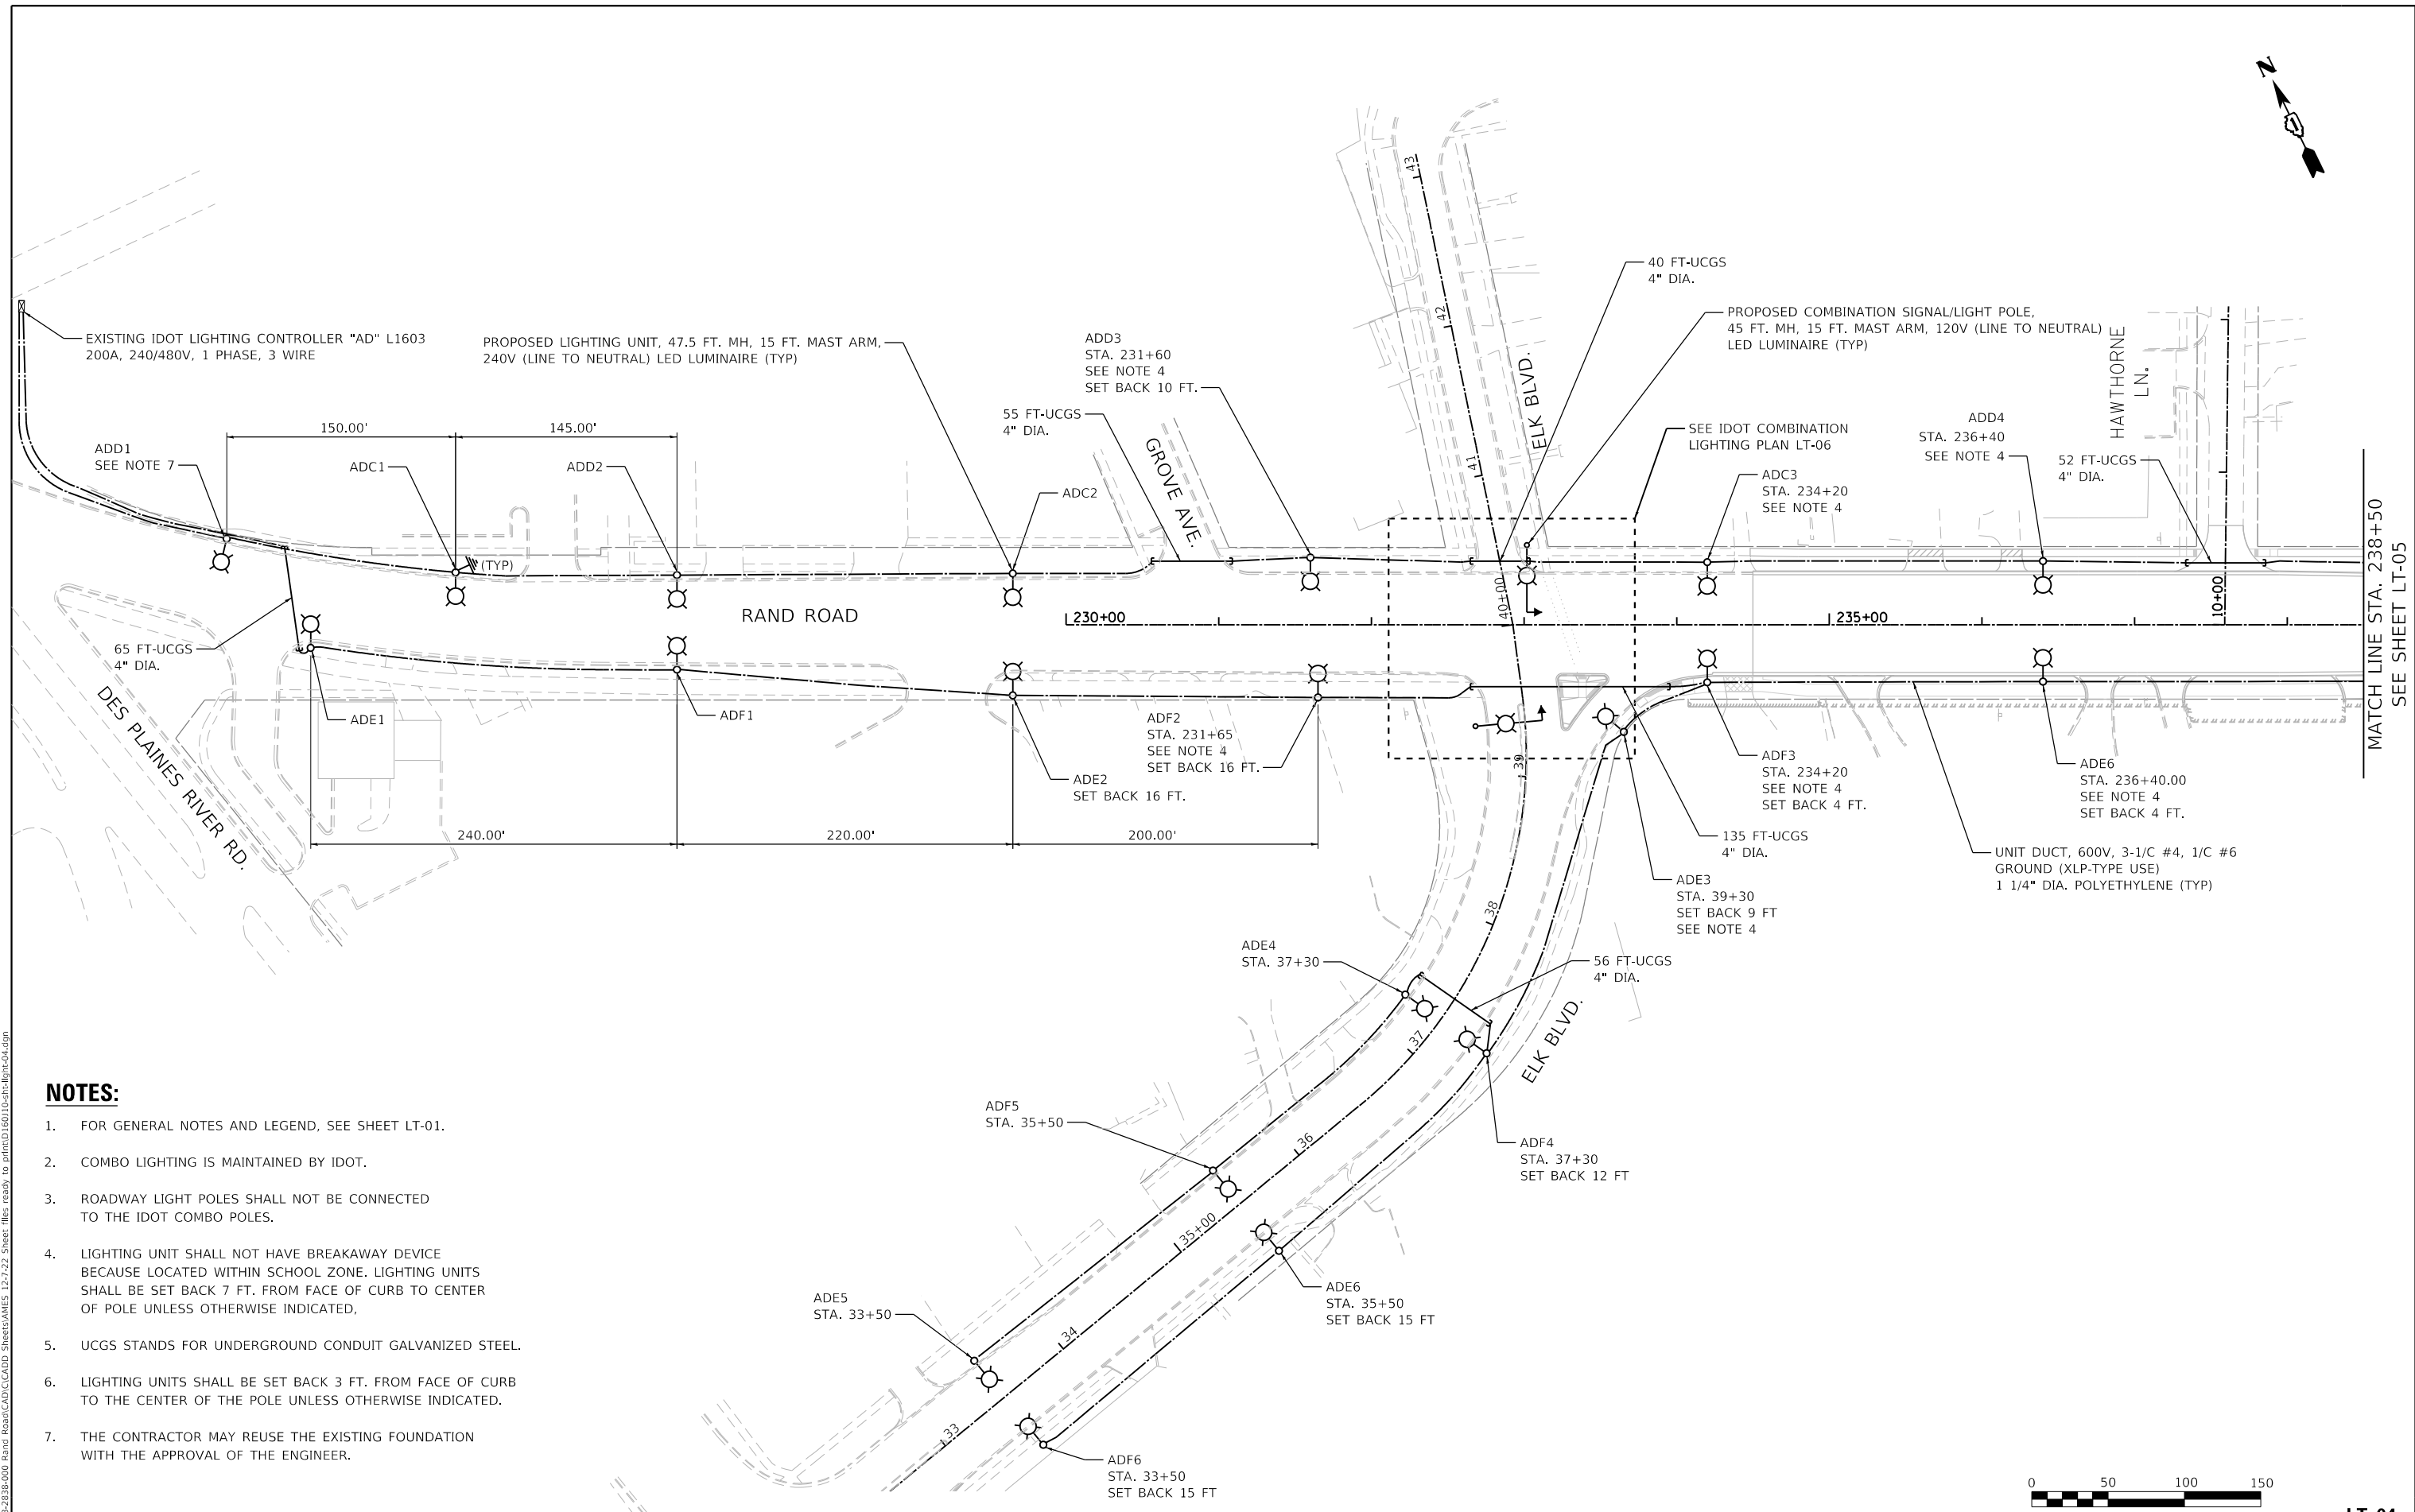 N
40 FT-UCGS
4" DIA.
PROPOSED COMBINATION SIGNAL/LIGHT POLE,
45 FT. MH, 15 FT. MAST ARM, 120V (LINE TO NEUTRAL)
LED LUMINAIRE (TYP)
EXISTING IDOT LIGHTING CONTROLLER "AD" L1603
200A, 240/480V, 1 PHASE, 3 WIRE
PROPOSED LIGHTING UNIT, 47.5 FT. MH, 15 FT. MAST ARM,
240V (LINE TO NEUTRAL) LED LUMINAIRE (TYP)
ADD3
STA. 231+60
SEE NOTE 4
SET BACK 10 FT.
55 FT-UCGS
4" DIA.
43
42
41
40+00
39
38
37
36
35+00
34
33
ELK BLVD.
HAWTHORNE
LN.
SEE IDOT COMBINATION
LIGHTING PLAN LT-06
ADD4
STA. 236+40
SEE NOTE 4
52 FT-UCGS
4" DIA.
150.00'
145.00'
ADD1
SEE NOTE 7
ADC1
ADD2
ADC2
GROVE AVE.
ADC3
STA. 234+20
SEE NOTE 4
(TYP)
RAND ROAD
230+00
235+00
10+00
MATCH LINE STA. 238+50
SEE SHEET LT-05
65 FT-UCGS
4" DIA.
DES PLAINES RIVER RD.
ADE1
ADF1
ADE2
SET BACK 16 FT.
ADF2
STA. 231+65
SEE NOTE 4
SET BACK 16 FT.
240.00'
220.00'
200.00'
ADF3
STA. 234+20
SEE NOTE 4
SET BACK 4 FT.
ADE6
STA. 236+40.00
SEE NOTE 4
SET BACK 4 FT.
135 FT-UCGS
4" DIA.
UNIT DUCT, 600V, 3-1/C #4, 1/C #6
GROUND (XLP-TYPE USE)
1 1/4" DIA. POLYETHYLENE (TYP)
ADE3
STA. 39+30
SET BACK 9 FT
SEE NOTE 4
ADE4
STA. 37+30
56 FT-UCGS
4" DIA.
ELK BLVD.
ADF5
STA. 35+50
ADF4
STA. 37+30
SET BACK 12 FT
ADE5
STA. 33+50
ADE6
STA. 35+50
SET BACK 15 FT
ADF6
STA. 33+50
SET BACK 15 FT
NOTES:
1. FOR GENERAL NOTES AND LEGEND, SEE SHEET LT-01.
2. COMBO LIGHTING IS MAINTAINED BY IDOT.
3. ROADWAY LIGHT POLES SHALL NOT BE CONNECTED
TO THE IDOT COMBO POLES.
4. LIGHTING UNIT SHALL NOT HAVE BREAKAWAY DEVICE
BECAUSE LOCATED WITHIN SCHOOL ZONE. LIGHTING UNITS
SHALL BE SET BACK 7 FT. FROM FACE OF CURB TO CENTER
OF POLE UNLESS OTHERWISE INDICATED,
5. UCGS STANDS FOR UNDERGROUND CONDUIT GALVANIZED STEEL.
6. LIGHTING UNITS SHALL BE SET BACK 3 FT. FROM FACE OF CURB
TO THE CENTER OF THE POLE UNLESS OTHERWISE INDICATED.
7. THE CONTRACTOR MAY REUSE THE EXISTING FOUNDATION
WITH THE APPROVAL OF THE ENGINEER.
0 50 100 150